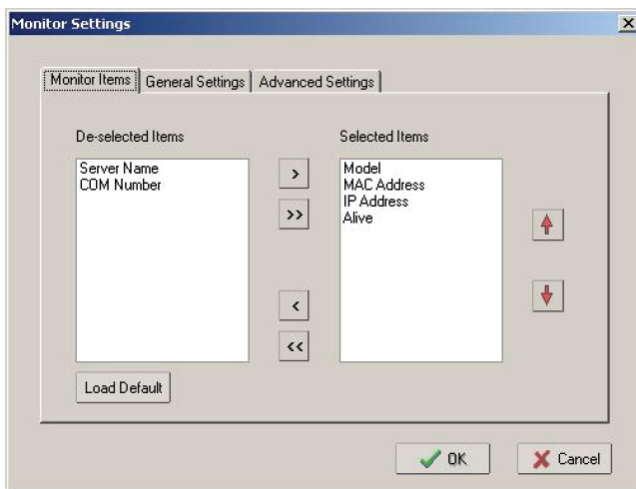 Monitor Settings
Monitor Items
General Settings
Advanced Settings
De-selected Items
Selected Items
Server Name
COM Number
>
>>
<
<<
Model
MAC Address
IP Address
Alive
Load Default
OK
Cancel